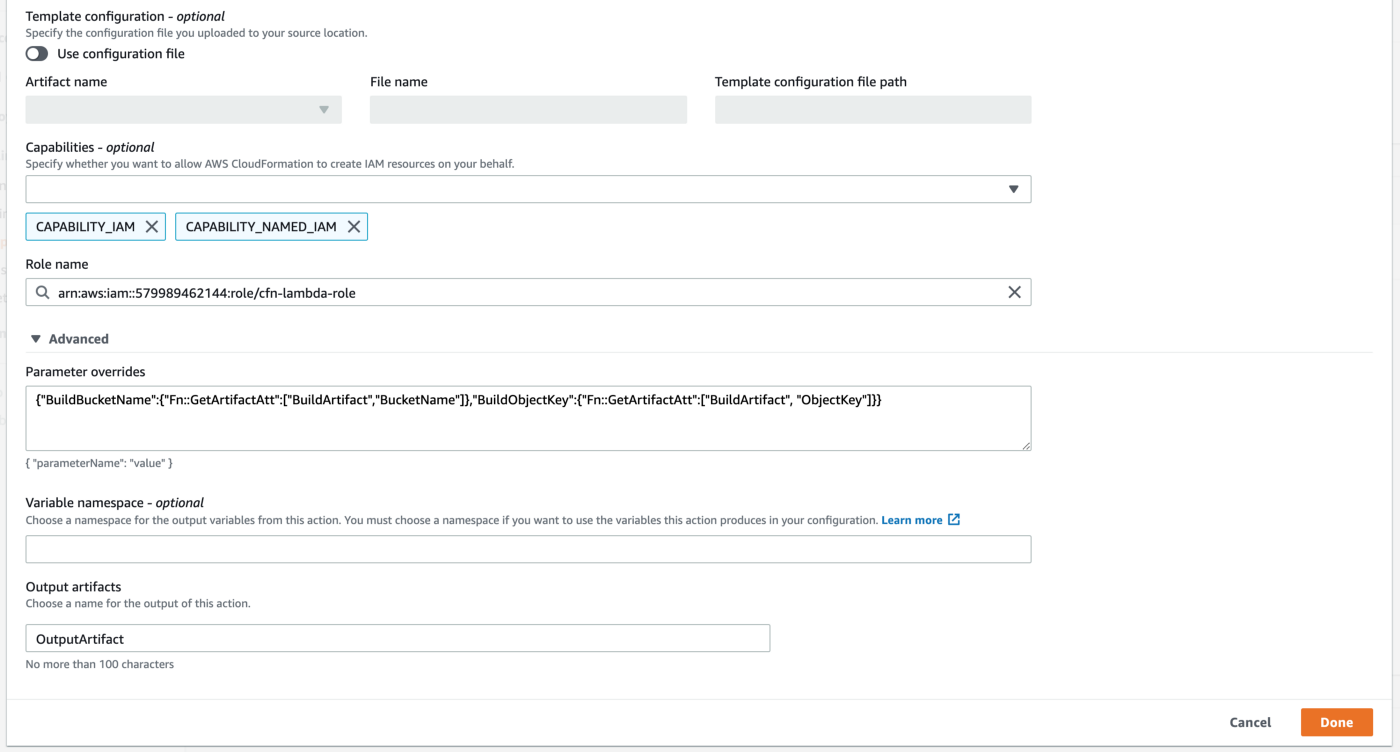 Template configuration - optional
Specify the configuration file you uploaded to your source location.
Use configuration file
Artifact name
File name
Template configuration file path
Capabilities - optional
Specify whether you want to allow AWS CloudFormation to create IAM resources on your behalf.
CAPABILITY_IAM
CAPABILITY_NAMED_IAM
Role name
arn:aws:iam::579989462144:role/cfn-lambda-role
Advanced
Parameter overrides
{"BuildBucketName":{"Fn::GetArtifactAtt":["BuildArtifact","BucketName"]},"BuildObjectKey":{"Fn::GetArtifactAtt":["BuildArtifact", "ObjectKey"]}}
{ "parameterName": "value" }
Variable namespace - optional
Choose a namespace for the output variables from this action. You must choose a namespace if you want to use the variables this action produces in your configuration. Learn more
Output artifacts
Choose a name for the output of this action.
OutputArtifact
No more than 100 characters
Cancel
Done